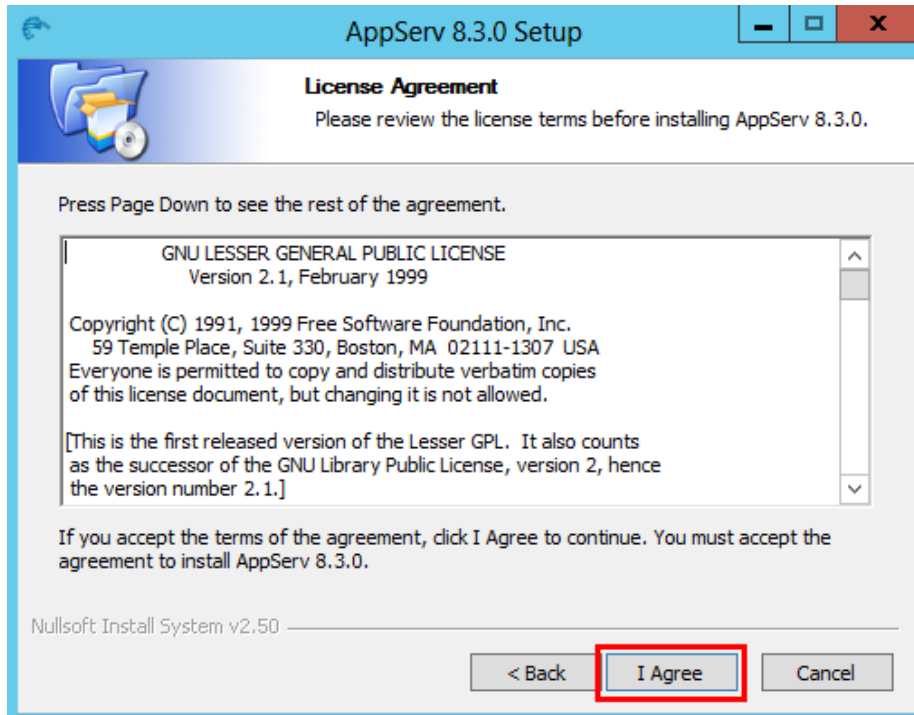 AppServ 8.3.0 Setup
License Agreement
Please review the license terms before installing AppServ 8.3.0.
Press Page Down to see the rest of the agreement.
GNU LESSER GENERAL PUBLIC LICENSE
Version 2.1, February 1999
Copyright (C) 1991, 1999 Free Software Foundation, Inc.
59 Temple Place, Suite 330, Boston, MA 02111-1307 USA
Everyone is permitted to copy and distribute verbatim copies
of this license document, but changing it is not allowed.
[This is the first released version of the Lesser GPL. It also counts
as the successor of the GNU Library Public License, version 2, hence
the version number 2.1.]
If you accept the terms of the agreement, click I Agree to continue. You must accept the
agreement to install AppServ 8.3.0.
Nullsoft Install System v2.50
< Back
I Agree
Cancel